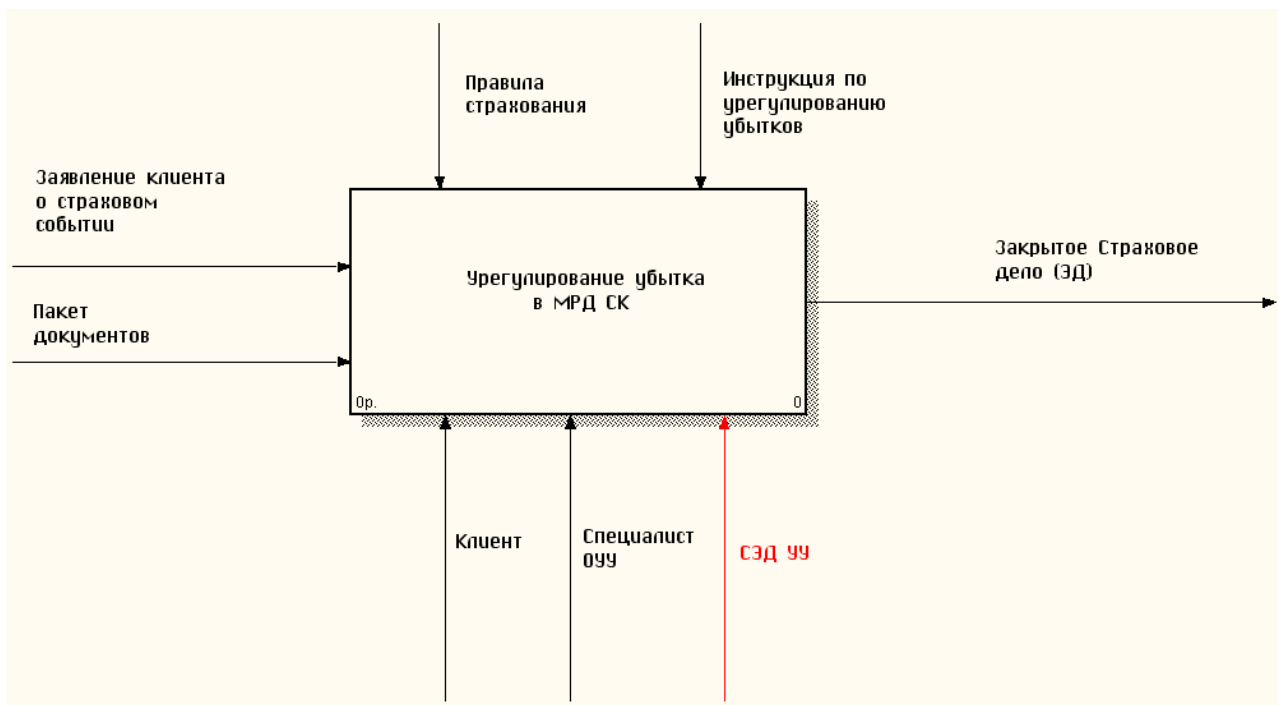 Правила
страхования
Инструкция по
урегулированию
убытков
Заявление клиента
о страховом
событии
Пакет
документов
Урегулирование убытка
в МРД СК
0р.
0
Закрытое Страховое
дело (ЭД)
Клиент
Специалист
ОУУ
СЭД УУ